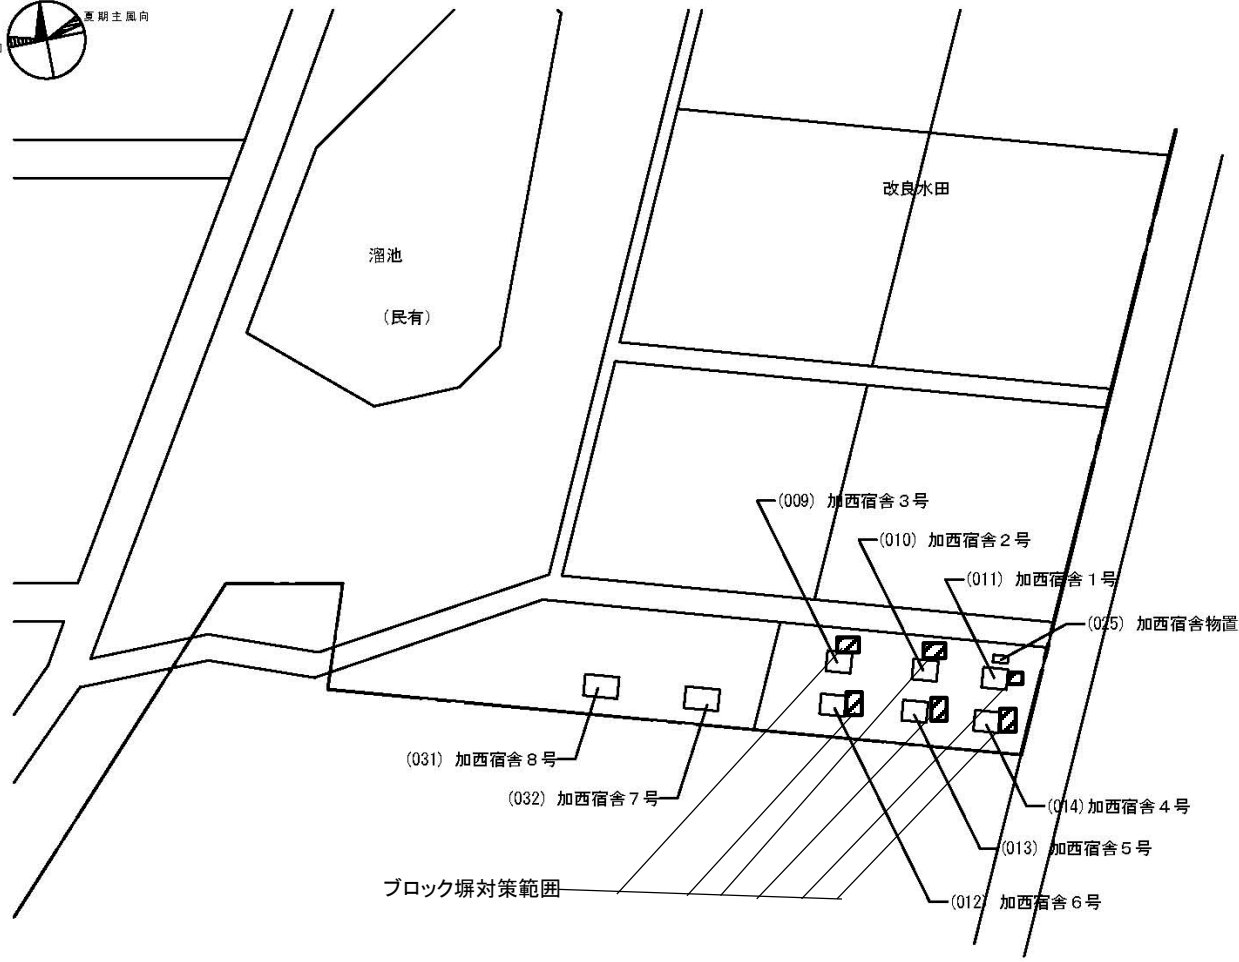 夏期主風向
改良水田
溜池
(民有)
(009) 加西宿舎3号
(010) 加西宿舎2号
(011) 加西宿舎1号
(025) 加西宿舎物置
(031) 加西宿舎8号
(032) 加西宿舎7号
(014)加西宿舎4号
(013) 加西宿舎5号
ブロック塀対策範囲
(012) 加西宿舎6号